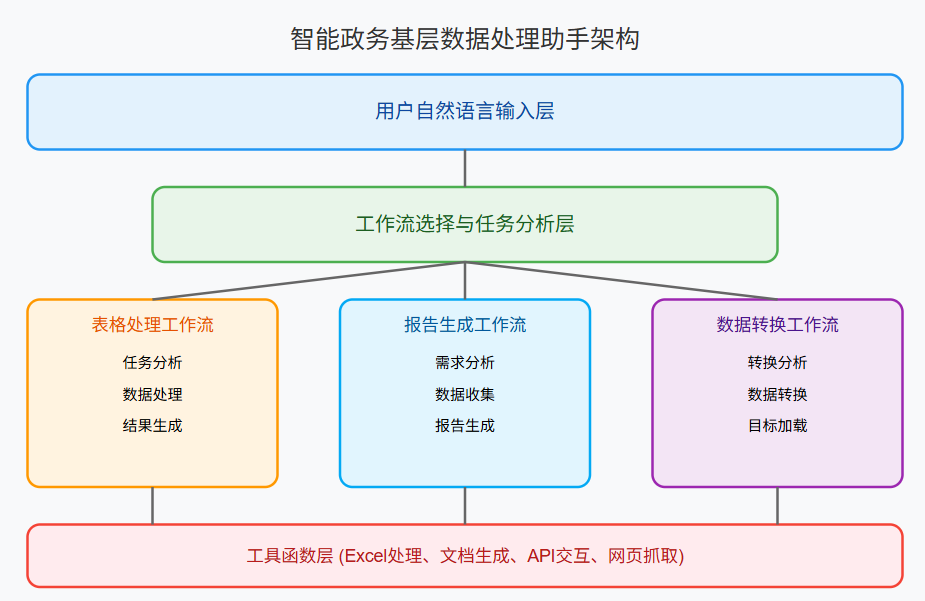 智能政务基层数据处理助手架构
用户自然语言输入层
工作流选择与任务分析层
表格处理工作流
任务分析
数据处理
结果生成
报告生成工作流
需求分析
数据收集
报告生成
数据转换工作流
转换分析
数据转换
目标加载
工具函数层 (Excel处理、文档生成、API交互、网页抓取)